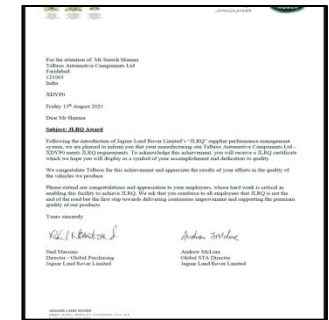 JAGUAR
For the attention of: Mr Suresh Sharma
Talbros Automotive Components Ltd
Faridabad
121003
India
XDYP0
Friday 13th August 2021
Dear Mr Sharma
Subject: JLRQ Award
Following the introduction of Jaguar Land Rover Limited's "JLRQ" supplier performance management
system, we are pleased to inform you that your manufacturing site Talbros Automotive Components Ltd –
XDYP0 meets JLRQ requirements. To acknowledge this achievement, you will receive a JLRQ certificate
which we hope you will display as a symbol of your accomplishment and dedication to quality.
We congratulate Talbros for this achievement and appreciate the results of your efforts in the quality of
the vehicles we produce.
Please extend our congratulations and appreciation to your employees, whose hard work is critical in
enabling this facility to achieve JLRQ. We ask you reinforce to all employees that JLRQ is not the
end of the road but the first step towards delivering continuous improvement and supporting the premium
quality of our products.
Yours sincerely
Director – Global Purchasing
Jaguar Land Rover Limited
Andrew McLure
Global STA Director
Jaguar Land Rover Limited
JAGUAR LAND ROVER